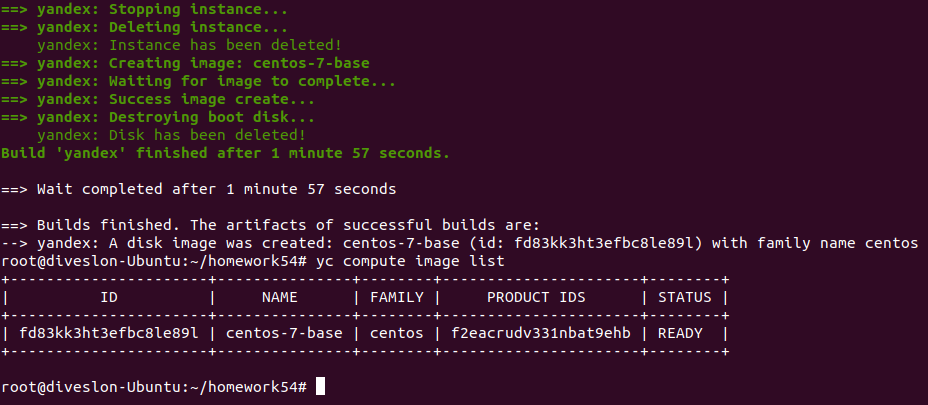 ==> yandex: Stopping instance...
==> yandex: Deleting instance...
    yandex: Instance has been deleted!
==> yandex: Creating image: centos-7-base
==> yandex: Waiting for image to complete...
==> yandex: Success image create...
==> yandex: Destroying boot disk...
    yandex: Disk has been deleted!
Build 'yandex' finished after 1 minute 57 seconds.

==> Wait completed after 1 minute 57 seconds

==> Builds finished. The artifacts of successful builds are:
--> yandex: A disk image was created: centos-7-base (id: fd83kk3ht3efbc8le89l) with family name centos
root@diveslon-Ubuntu:~/homework54# yc compute image list
+----------------------+---------------+--------+----------------------+--------+
|          ID          |     NAME      | FAMILY |     PRODUCT IDS      | STATUS |
+----------------------+---------------+--------+----------------------+--------+
| fd83kk3ht3efbc8le89l | centos-7-base | centos | f2eacrudv331nbat9ehb | READY  |
+----------------------+---------------+--------+----------------------+--------+

root@diveslon-Ubuntu:~/homework54#